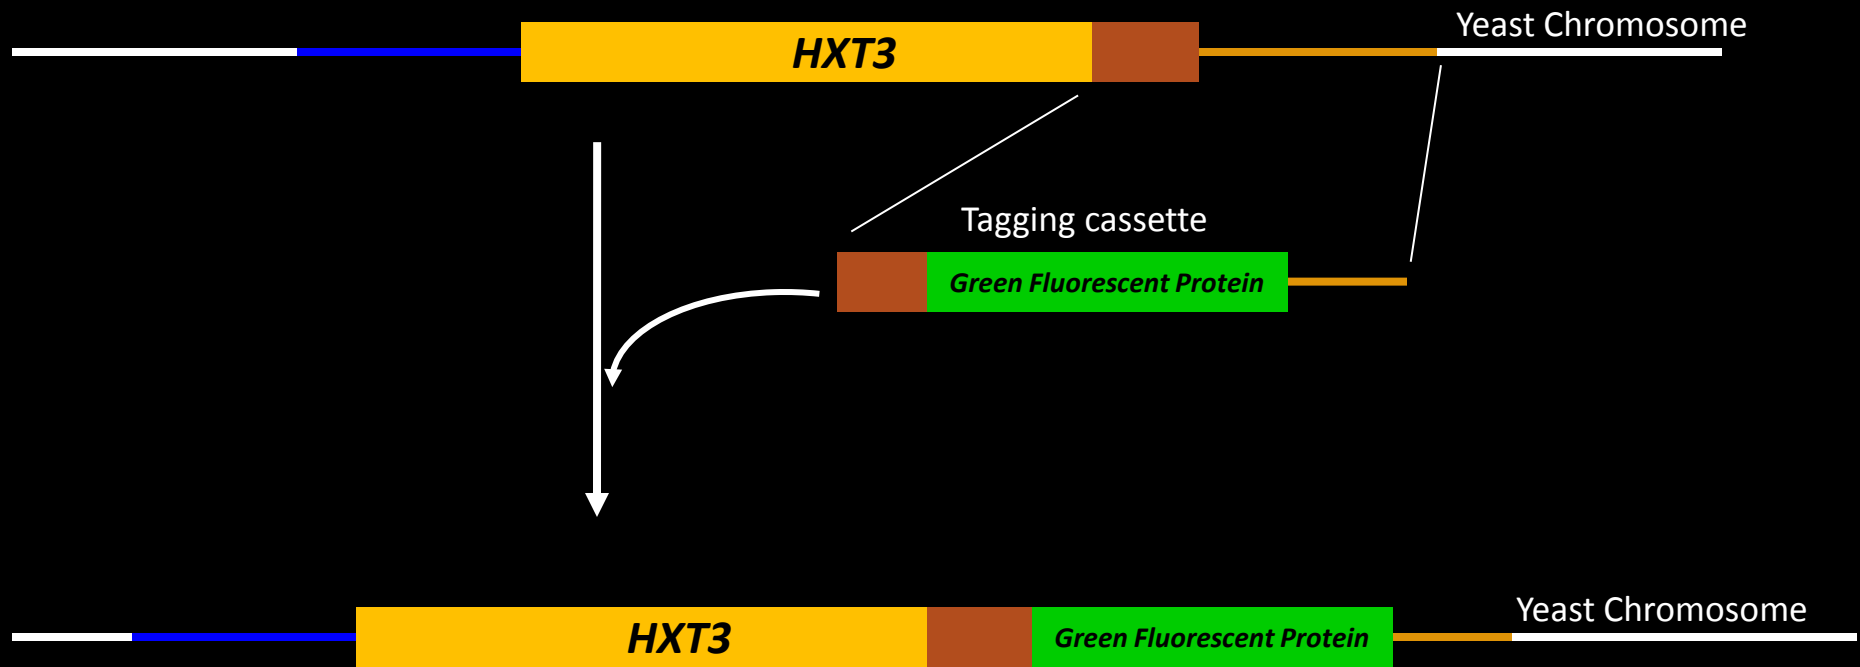 Yeast Chromosome
HXT3
Tagging cassette
Green Fluorescent Protein
Yeast Chromosome
HXT3
Green Fluorescent Protein